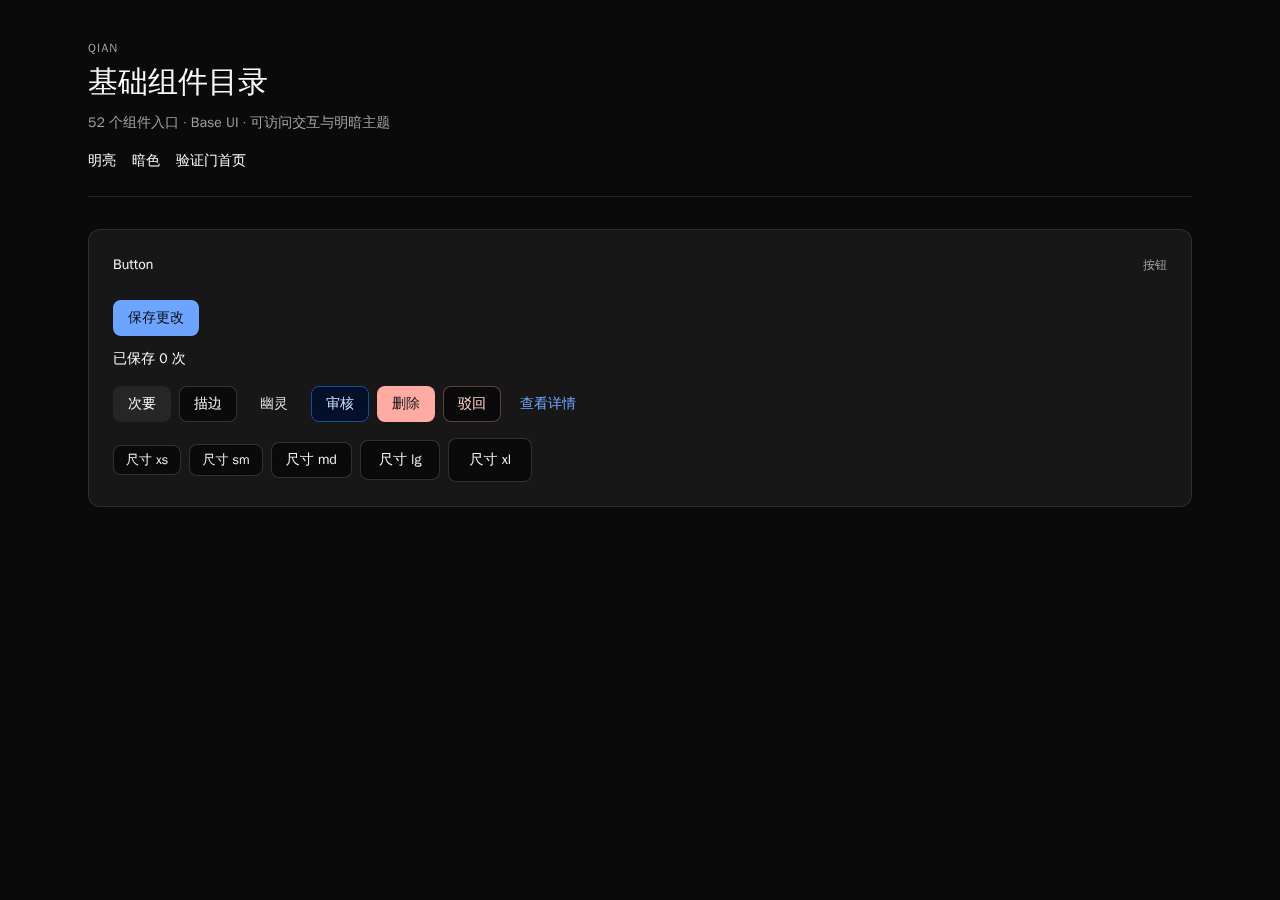 QIAN
基础组件目录
52 个组件入口 · Base UI · 可访问交互与明暗主题
明亮 暗色 验证门首页
Button 按钮
保存更改
已保存 0 次
次要 描边 幽灵 审核 删除 驳回 查看详情
尺寸 xs 尺寸 sm 尺寸 md 尺寸 lg 尺寸 xl